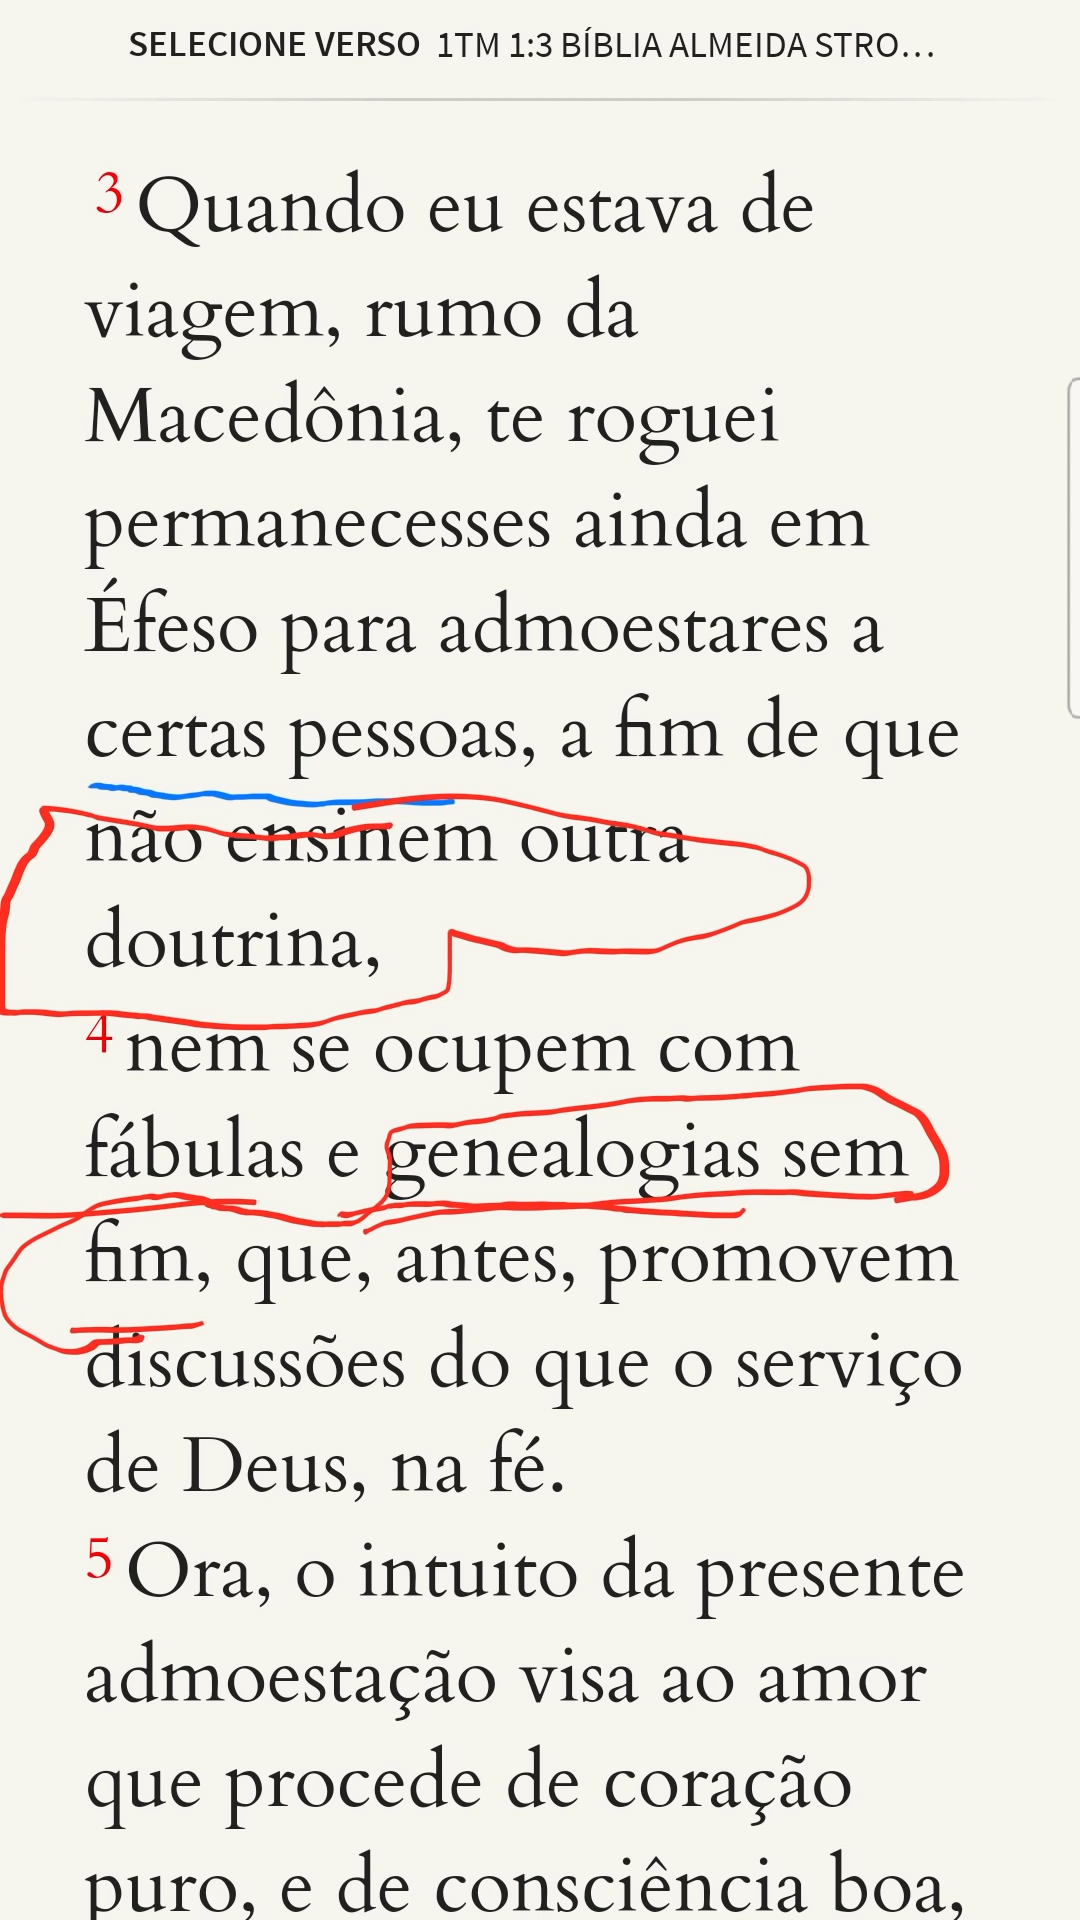 SELECIONE VERSO 1TM 1:3 BÍBLIA ALMEIDA STRO...
3 Quando eu estava de
viagem, rumo da
Macedônia, te roguei
permanecesses ainda em
Éfeso para admoestares a
certas pessoas, a fim de que
não ensinem outra
doutrina,
4 nem se ocupem com
fábulas e genealogias sem
fim, que, antes, promovem
discussões do que o serviço
de Deus, na fé.
5 Ora, o intuito da presente
admoestação visa ao amor
que procede de coração
puro, e de consciência boa,